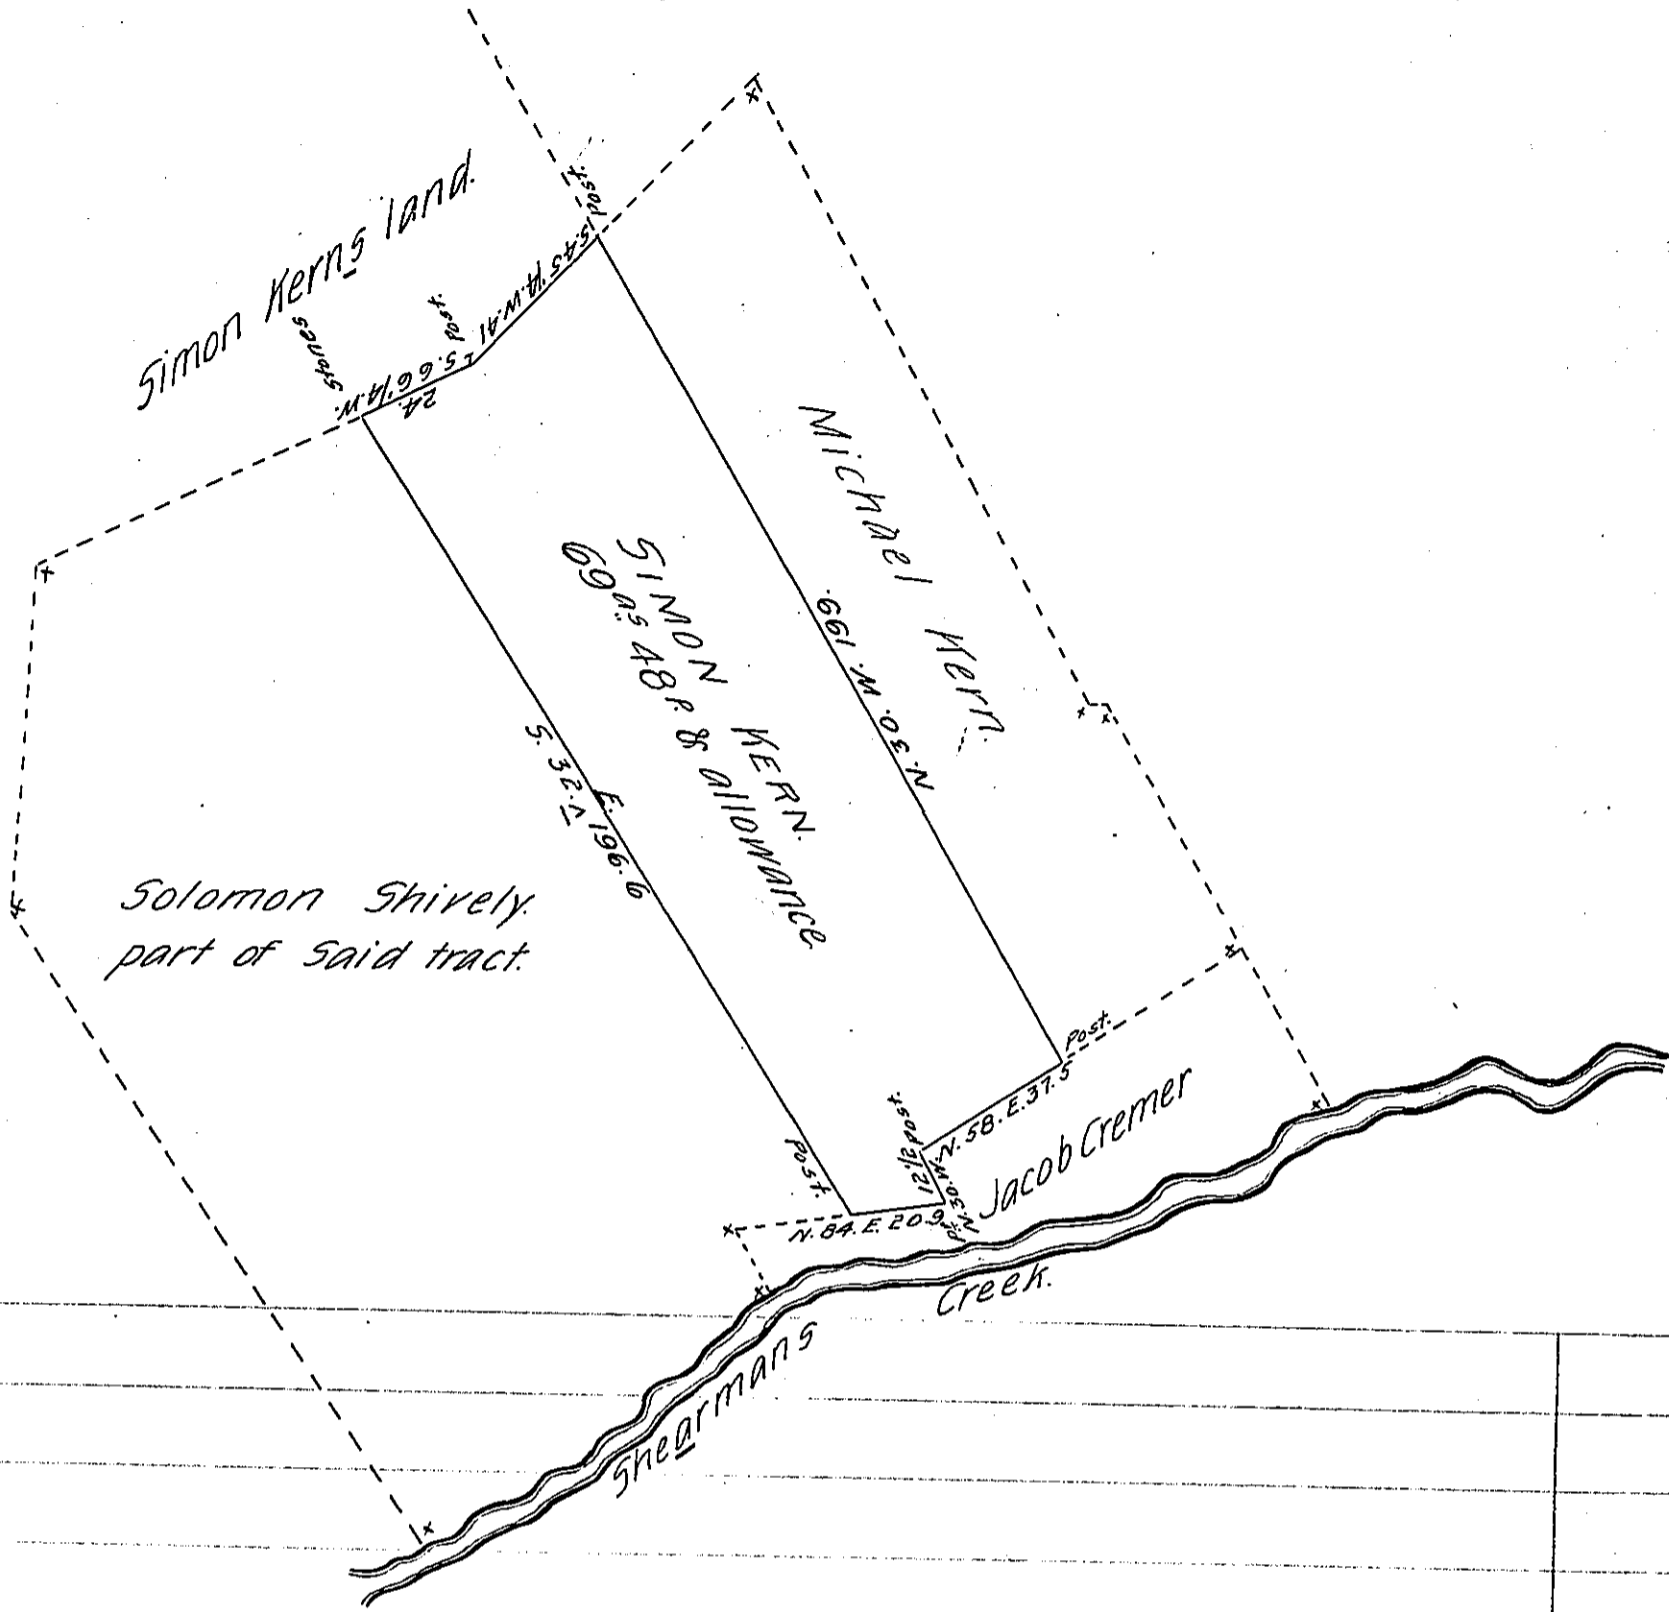 Simon Kerns land.
Stones
Post.
Post.
S. 66 1/4. W.
24.
S. 45 1/4. W. 41
Michael Kern.
N. 30. W. 199.
SIMON KERN.
69 as 48 P. & allowance
S. 32. E. 196.6
Solomon Shively.
part of Said tract.
Post.
Post.
N. 58. E. 37.5
post.
12 1/2
N. 30. W.
Pt.
N. 84. E. 20.9
Jacob Cremer
Shearmans Creek.